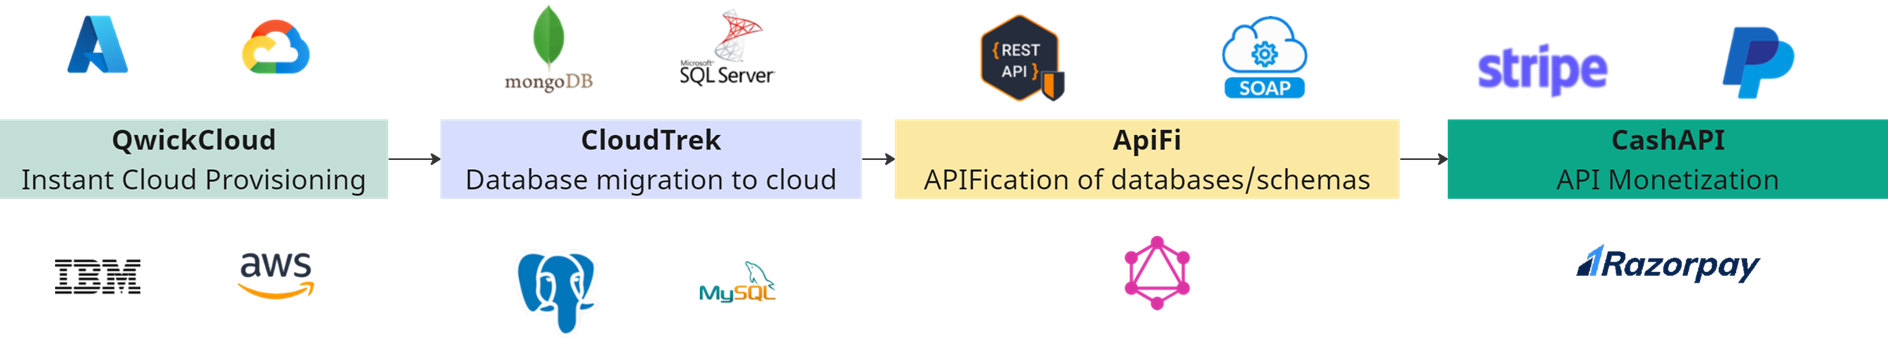 mongoDB
Microsoft
SQL Server
{REST
API }
SOAP
stripe
QwickCloud
Instant Cloud Provisioning
CloudTrek
Database migration to cloud
ApiFi
APIFication of databases/schemas
CashAPI
API Monetization
IBM
aws
MySQL
Razorpay